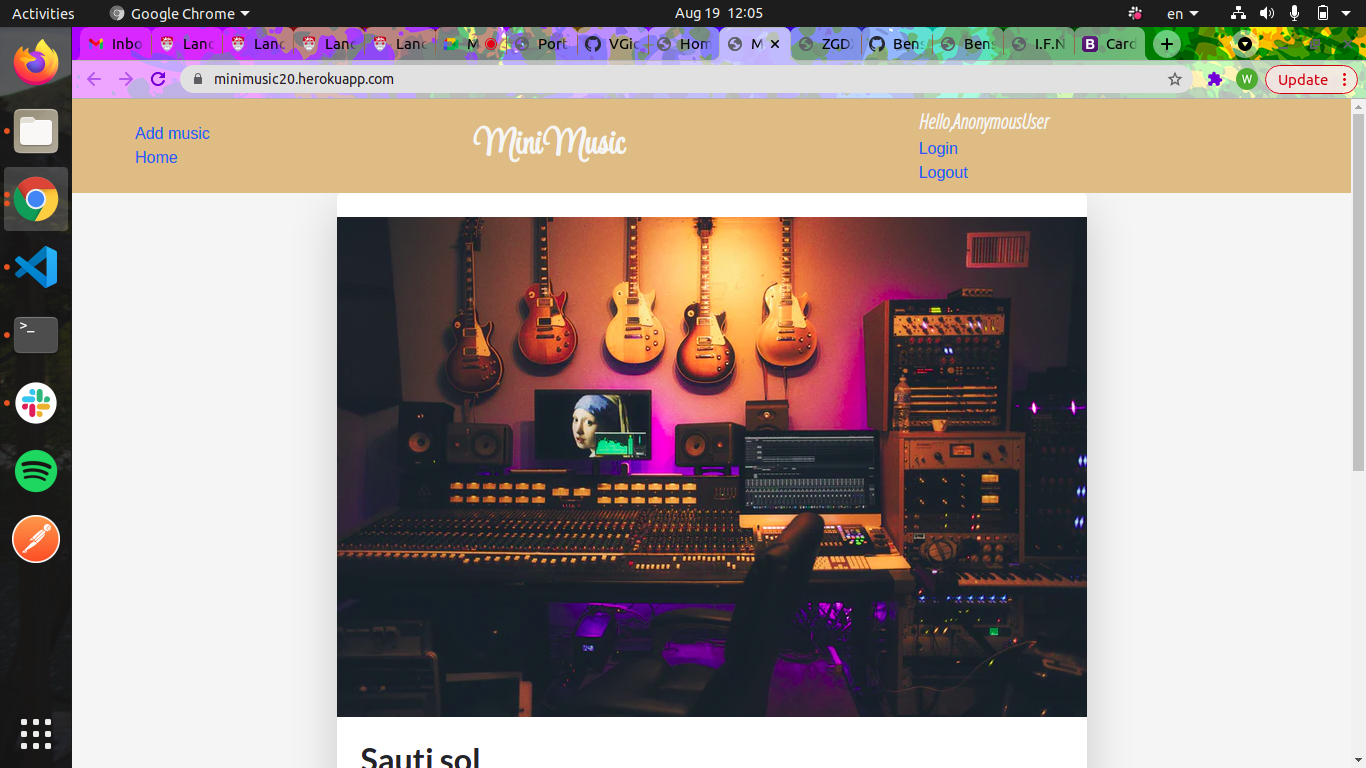 Activities Google Chrome Aug 19 12:05 en
Inbo Lanc Lanc Lanc Lanc M Port VGic Hom M ZGD Bens Bens I.F.N Card
minimusic20.herokuapp.com W Update
Add music
Home
MiniMusic
Hello,AnonymousUser
Login
Logout
Sauti sol